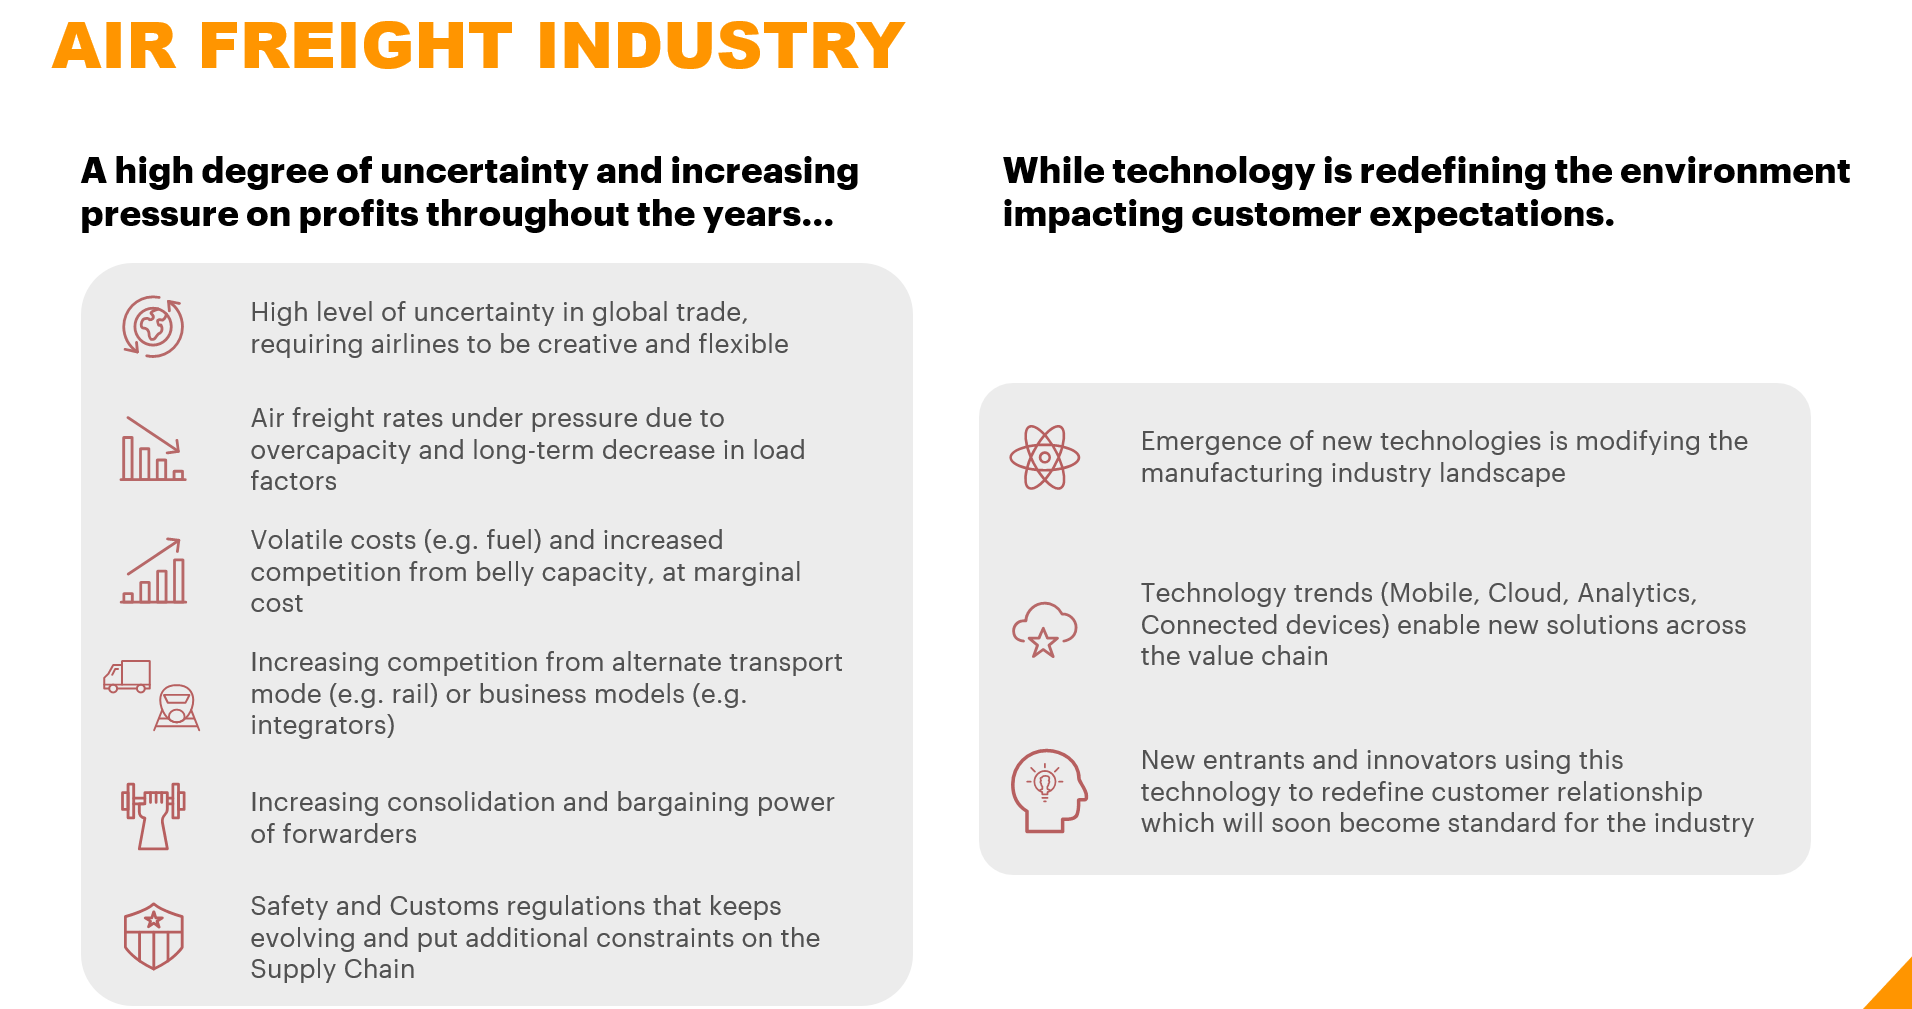 AIR FREIGHT INDUSTRY
A high degree of uncertainty and increasing
pressure on profits throughout the years...
High level of uncertainty in global trade,
requiring airlines to be creative and flexible
Air freight rates under pressure due to
overcapacity and long-term decrease in load
factors
Volatile costs (e.g. fuel) and increased
competition from belly capacity, at marginal
cost
Increasing competition from alternate transport
mode (e.g. rail) or business models (e.g.
integrators)
Increasing consolidation and bargaining power
of forwarders
Safety and Customs regulations that keeps
evolving and put additional constraints on the
Supply Chain
While technology is redefining the environment
impacting customer expectations.
Emergence of new technologies is modifying the
manufacturing industry landscape
Technology trends (Mobile, Cloud, Analytics,
Connected devices) enable new solutions across
the value chain
New entrants and innovators using this
technology to redefine customer relationship
which will soon become standard for the industry